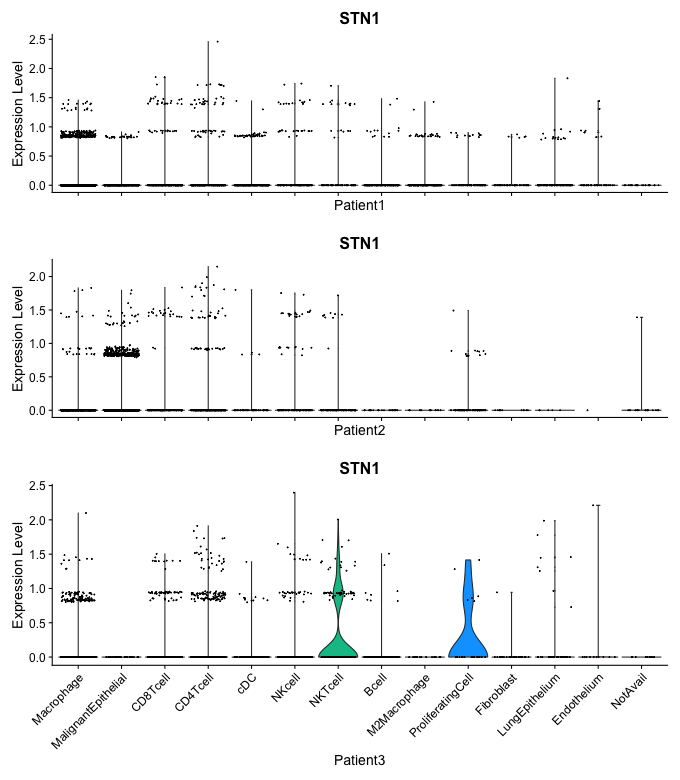 STN1
Expression Level
2.5
2.0
1.5
1.0
0.5
0.0
Patient1
STN1
Expression Level
2.0
1.5
1.0
0.5
0.0
Patient2
STN1
Expression Level
2.5
2.0
1.5
1.0
0.5
0.0
Macrophage
MalignantEpithelial
CD8Tcell
CD4Tcell
cDC
NKcell
NKTcell
Bcell
M2Macrophage
ProliferatingCell
Fibroblast
LungEpithelium
Endothelium
NotAvail
Patient3